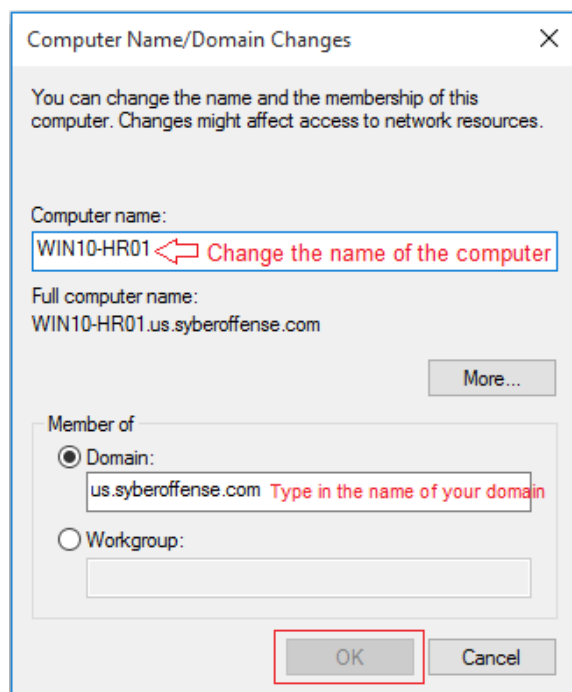 Computer Name/Domain Changes
You can change the name and the membership of this
computer. Changes might affect access to network resources.
Computer name:
WIN10-HR01 Change the name of the computer
Full computer name:
WIN10-HR01.us.syberoffense.com
More...
Member of
Domain:
us.syberoffense.com Type in the name of your domain
Workgroup:
OK Cancel